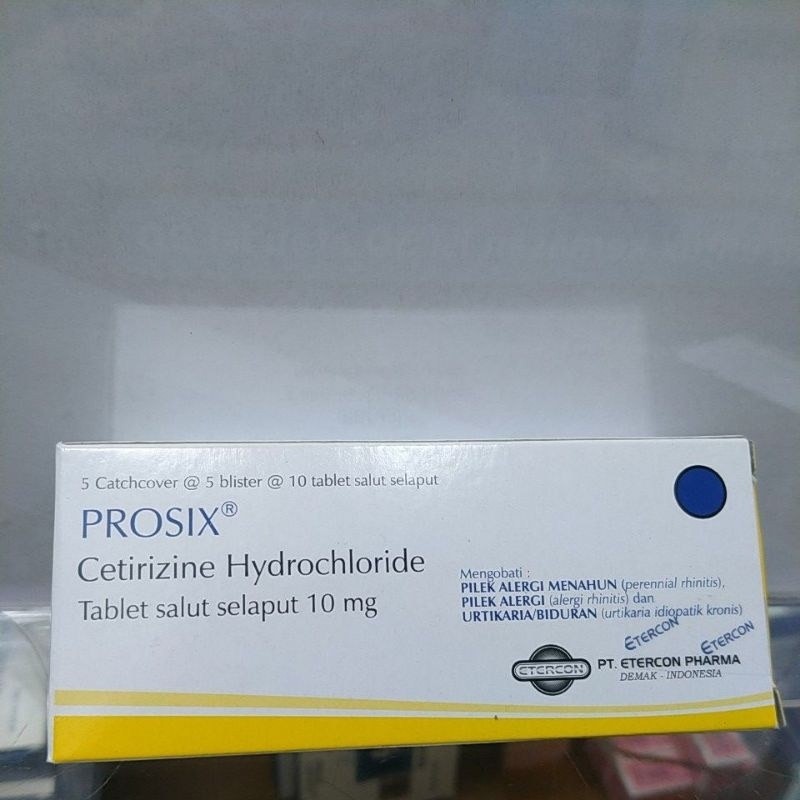 5 Catchcover @ 5 blister @ 10 tablet salut selaput
PROSIX®
Cetirizine Hydrochloride
Tablet salut selaput 10 mg
Mengobati :
PILEK ALERGI MENAHUN (perennial rhinitis),
PILEK ALERGI (alergi rhinitis) dan
URTIKARIA/BIDURAN (urtikaria idiopatik kronis)
ETERCON ETERCON
ETERCON
PT. ETERCON PHARMA
DEMAK - INDONESIA